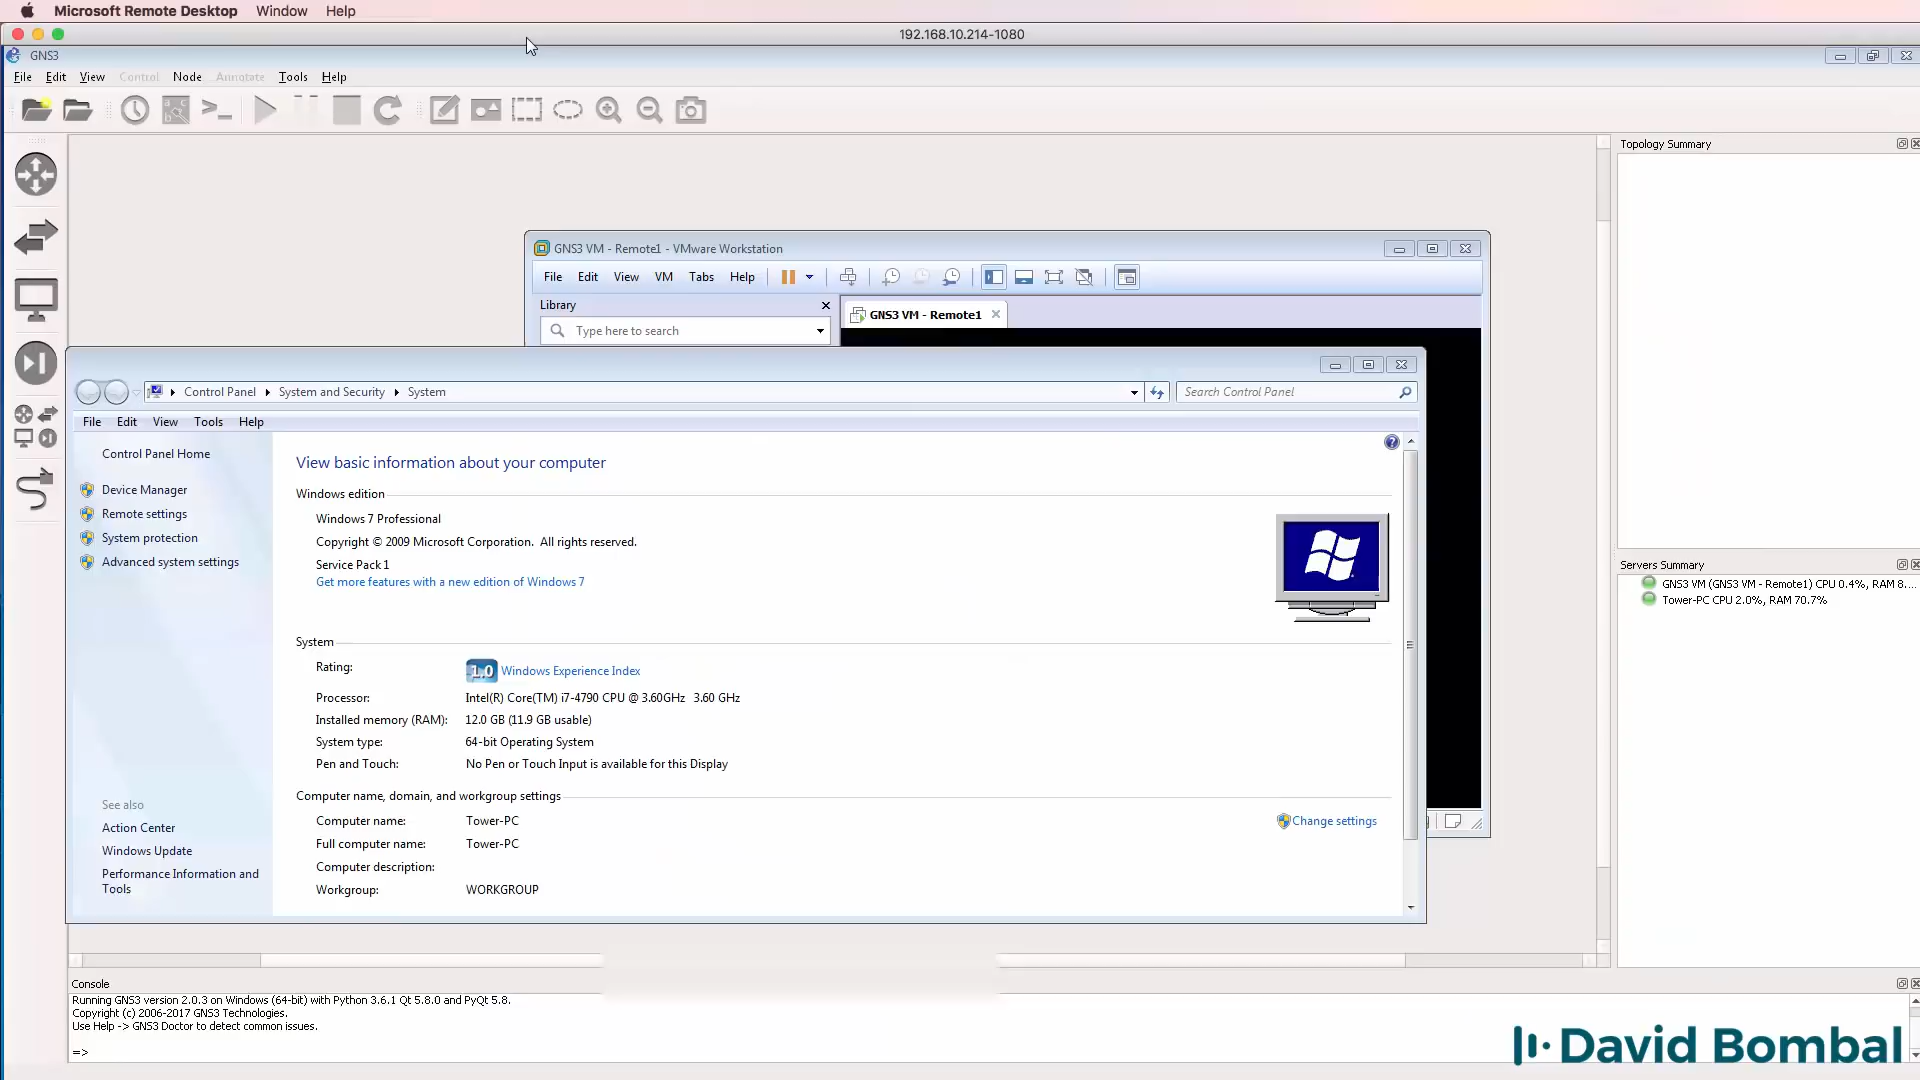 Microsoft Remote Desktop Window Help
192.168.10.214-1080
GNS3
File Edit View Control Node Annotate Tools Help
Topology Summary
GNS3 VM - Remote1 - VMware Workstation
File Edit View VM Tabs Help
Library
GNS3 VM - Remote1
Type here to search
Control Panel System and Security System
Search Control Panel
File Edit View Tools Help
Control Panel Home
Device Manager
Remote settings
System protection
Advanced system settings
See also
Action Center
Windows Update
Performance Information and
Tools
View basic information about your computer
Windows edition
Windows 7 Professional
Copyright © 2009 Microsoft Corporation. All rights reserved.
Service Pack 1
Get more features with a new edition of Windows 7
System
Rating: 1.0 Windows Experience Index
Processor: Intel(R) Core(TM) i7-4790 CPU @ 3.60GHz 3.60 GHz
Installed memory (RAM): 12.0 GB (11.9 GB usable)
System type: 64-bit Operating System
Pen and Touch: No Pen or Touch Input is available for this Display
Computer name, domain, and workgroup settings
Computer name: Tower-PC
Change settings
Full computer name: Tower-PC
Computer description:
Workgroup: WORKGROUP
Servers Summary
GNS3 VM (GNS3 VM - Remote1) CPU 0.4%, RAM 8....
Tower-PC CPU 2.0%, RAM 70.7%
Console
Running GNS3 version 2.0.3 on Windows (64-bit) with Python 3.6.1 Qt 5.8.0 and PyQt 5.8.
Copyright (c) 2006-2017 GNS3 Technologies.
Use Help -> GNS3 Doctor to detect common issues.
=>
David Bombal